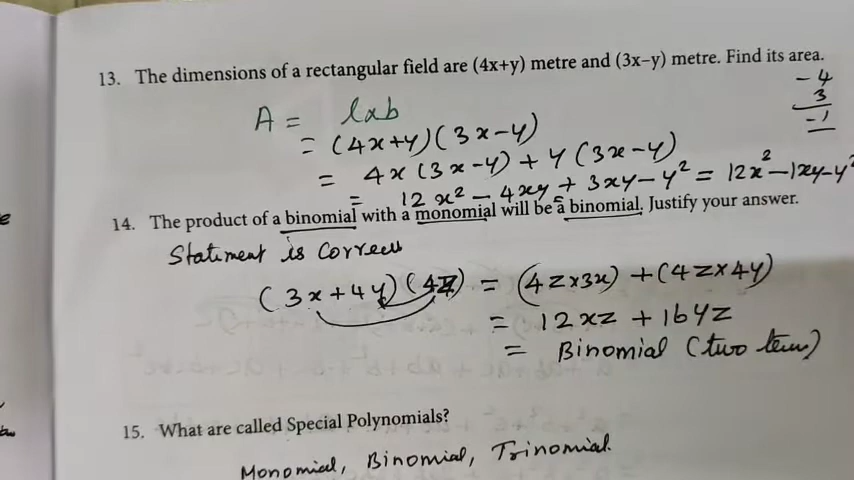 13. The dimensions of a rectangular field are (4x+y) metre and (3x–y) metre. Find its area.
A = l×b
= (4x+y)(3x-y)
= 4x(3x-y) + y(3x-y)
= 12x² - 4xy + 3xy - y² = 12x² - 1xy - y²
-4
3
-1
14. The product of a binomial with a monomial will be a binomial. Justify your answer.
Statement is correct
(3x+4y)(4z) = (4z×3x) + (4z×4y)
= 12xz + 16yz
= Binomial (two term)
15. What are called Special Polynomials?
Monomial, Binomial, Trinomial.